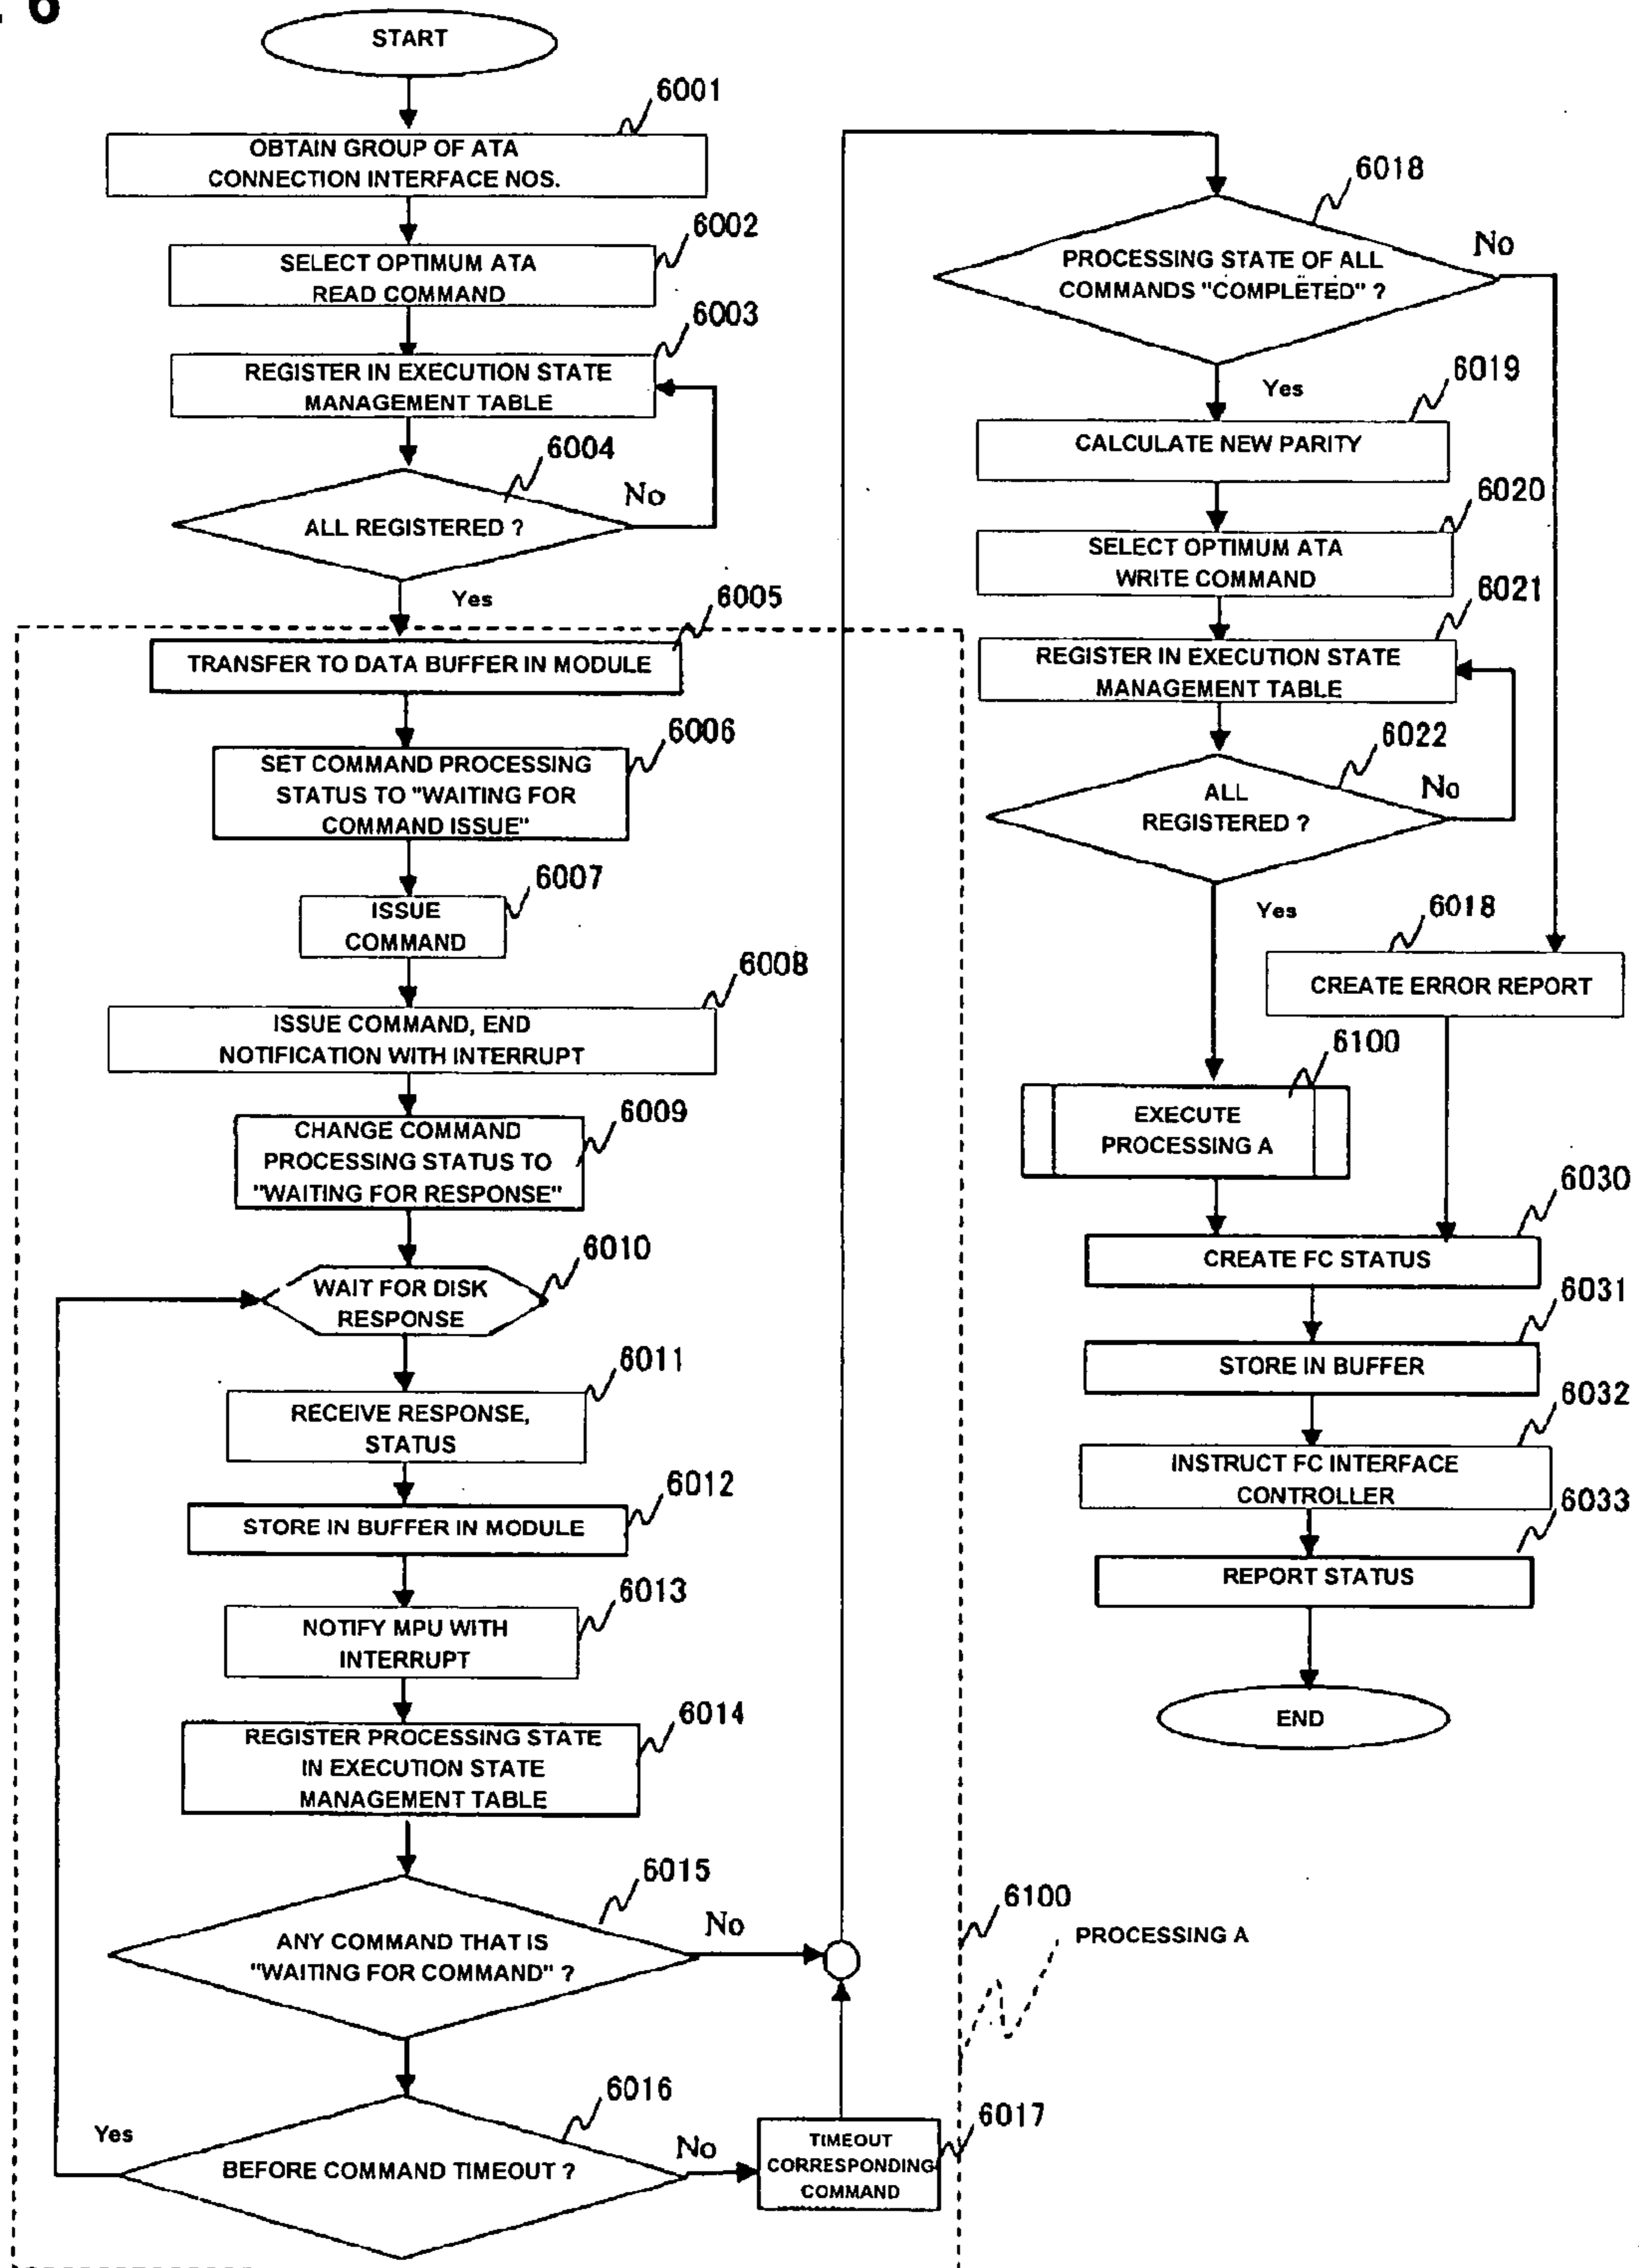 6
START
6001
OBTAIN GROUP OF ATA
CONNECTION INTERFACE NOS.
6002
SELECT OPTIMUM ATA
READ COMMAND
6003
REGISTER IN EXECUTION STATE
MANAGEMENT TABLE
6004
ALL REGISTERED ?
No
Yes
6005
TRANSFER TO DATA BUFFER IN MODULE
6006
SET COMMAND PROCESSING
STATUS TO "WAITING FOR
COMMAND ISSUE"
6007
ISSUE
COMMAND
6008
ISSUE COMMAND, END
NOTIFICATION WITH INTERRUPT
6009
CHANGE COMMAND
PROCESSING STATUS TO
"WAITING FOR RESPONSE"
6010
WAIT FOR DISK
RESPONSE
6011
RECEIVE RESPONSE,
STATUS
6012
STORE IN BUFFER IN MODULE
6013
NOTIFY MPU WITH
INTERRUPT
6014
REGISTER PROCESSING STATE
IN EXECUTION STATE
MANAGEMENT TABLE
6015
ANY COMMAND THAT IS
"WAITING FOR COMMAND" ?
No
6016
BEFORE COMMAND TIMEOUT ?
Yes
No
6017
TIMEOUT
CORRESPONDING
COMMAND
6100
PROCESSING A
6018
PROCESSING STATE OF ALL
COMMANDS "COMPLETED" ?
No
Yes
6019
CALCULATE NEW PARITY
6020
SELECT OPTIMUM ATA
WRITE COMMAND
6021
REGISTER IN EXECUTION STATE
MANAGEMENT TABLE
6022
ALL
REGISTERED ?
No
Yes
6018
CREATE ERROR REPORT
6100
EXECUTE
PROCESSING A
6030
CREATE FC STATUS
6031
STORE IN BUFFER
6032
INSTRUCT FC INTERFACE
CONTROLLER
6033
REPORT STATUS
END